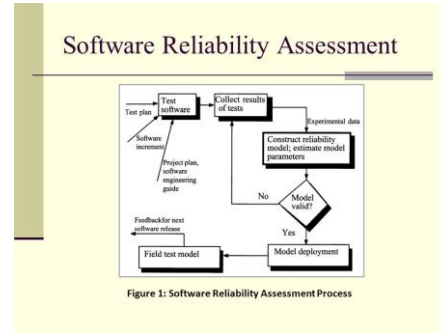 Software Reliability Assessment
Test
software
Collect results
of tests
Test plan
Experimental data
Software
increment
Construct reliability
model; estimate model
parameters
Project plan,
software
engineering
guide
No
Model
valid?
Yes
Feedbackfor next
software release
Field test model
Model deployment
Figure 1: Software Reliability Assessment Process